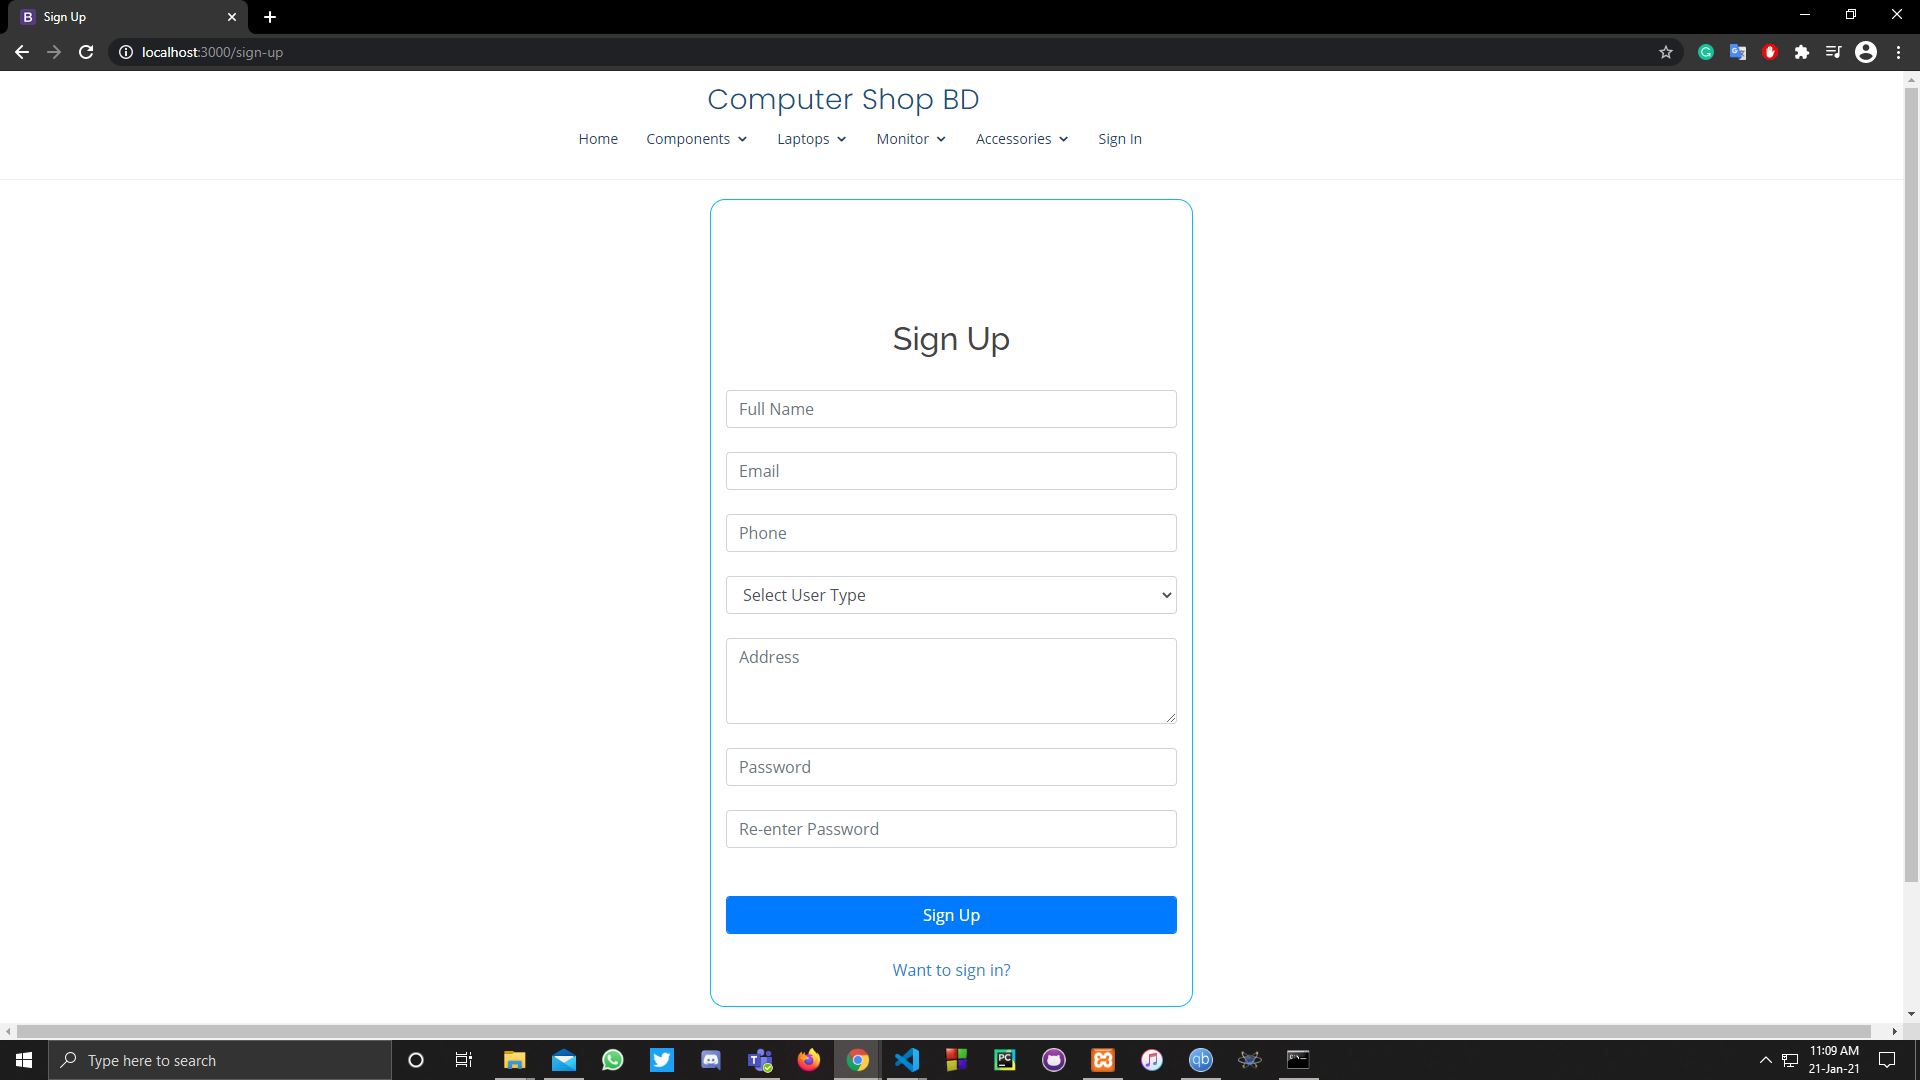 Sign Up
localhost:3000/sign-up
Computer Shop BD
Home Components Laptops Monitor Accessories Sign In
Sign Up
Full Name
Email
Phone
Select User Type
Address
Password
Re-enter Password
Sign Up
Want to sign in?
Type here to search
11:09 AM
21-Jan-21